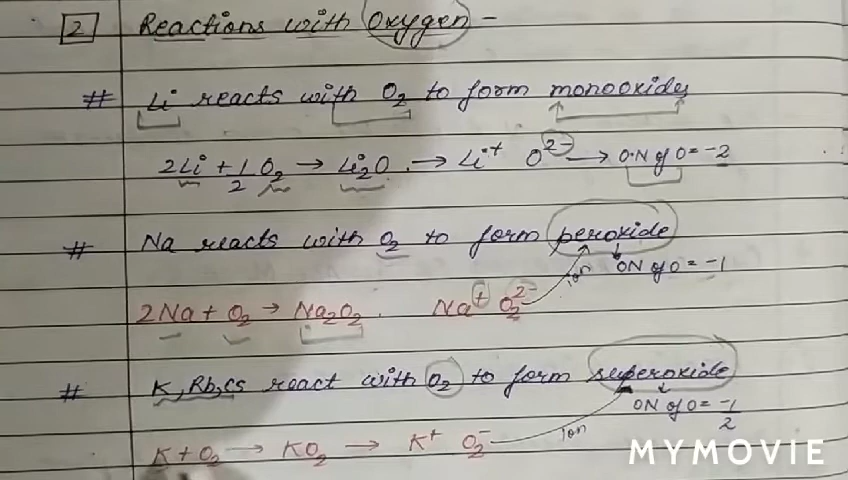 2 Reactions with Oxygen -
# Li reacts with O2 to form monooxide,
2Li + 1/2 O2 → Li2O. → Li+ O2- → O.N of O = -2
# Na reacts with O2 to form peroxide
ion ON of O = -1
2Na + O2 → Na2O2. Na+ O2 2-
# K, Rb, Cs react with O2 to form superoxide
ON of O = -1/2
K + O2 → KO2 → K+ O2- ion
MYMOVIE